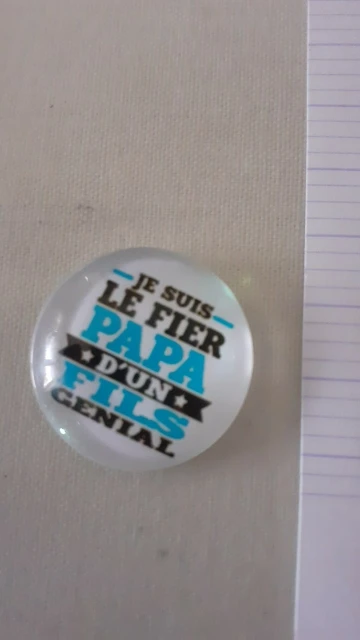 JE SUIS
LE FIER
PAPA
D'UN
FILS
GENIAL